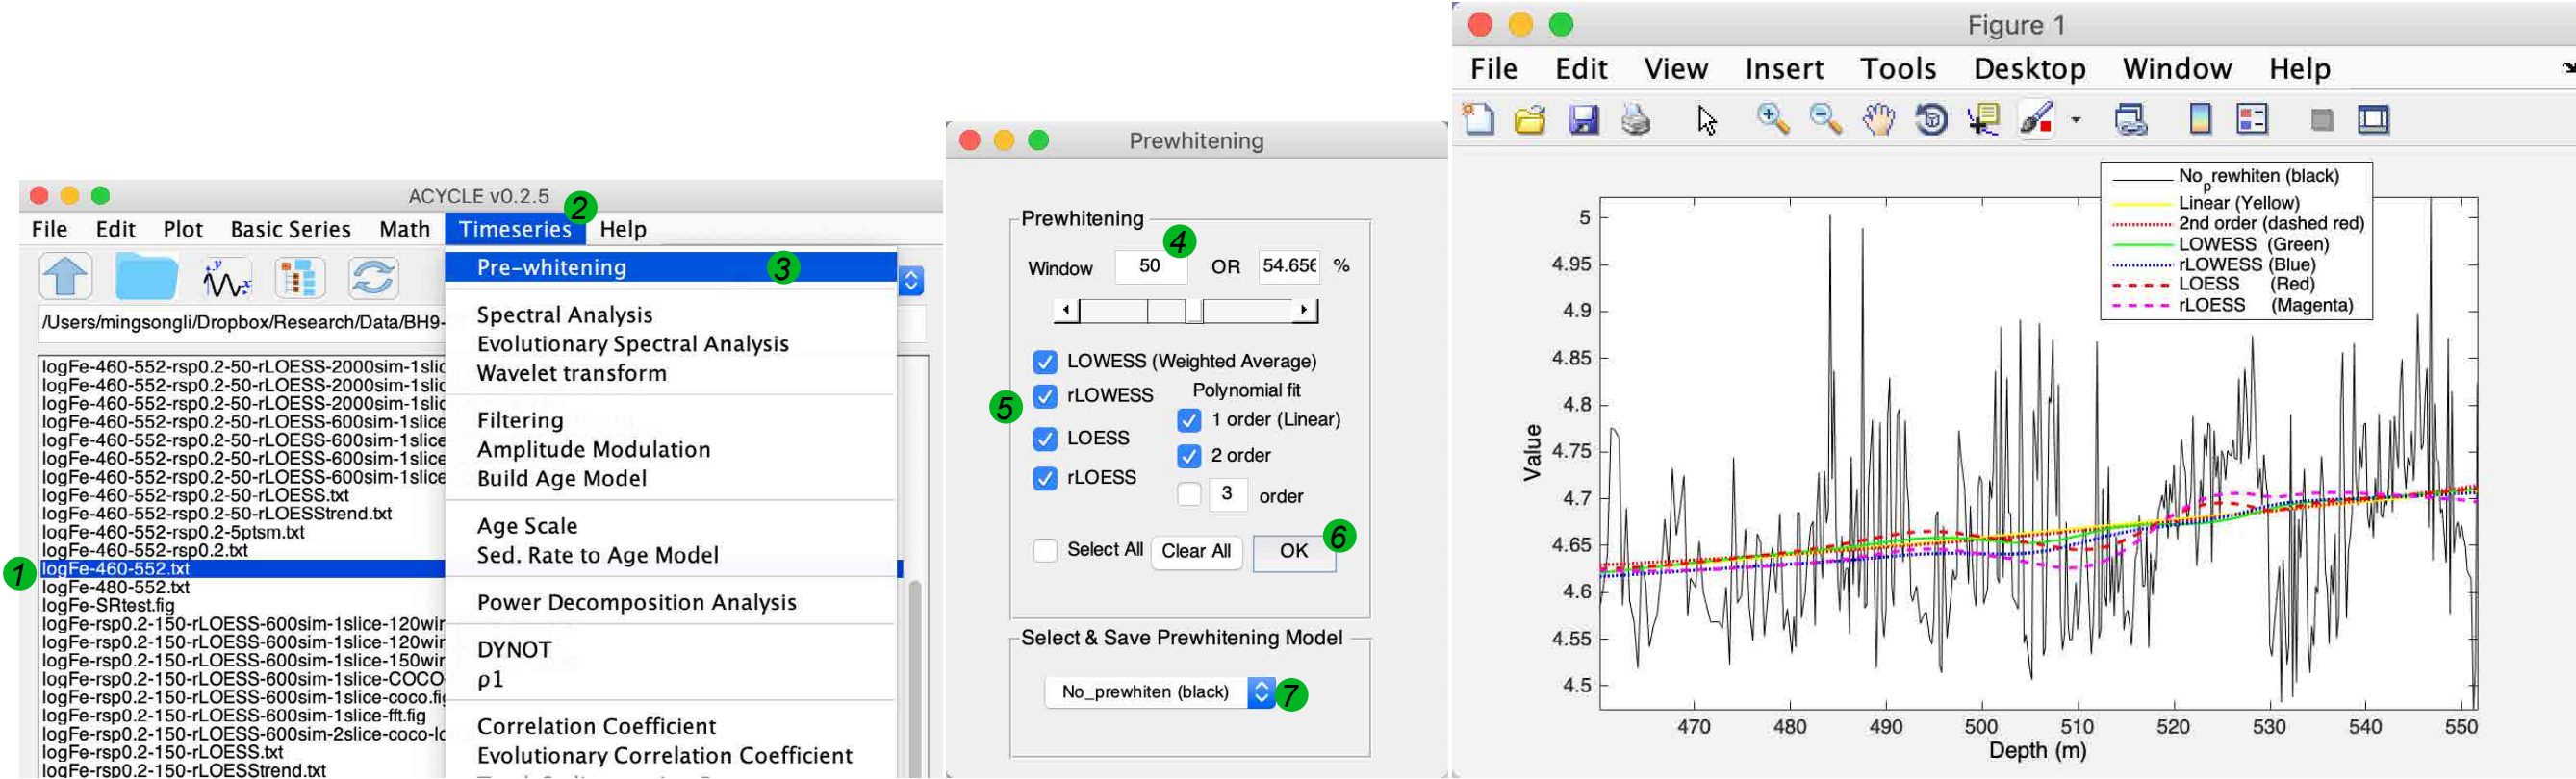 ACYCLE v0.2.5
2
File Edit Plot Basic Series Math Timeseries Help
/Users/mingsongli/Dropbox/Research/Data/BH9-
logFe-460-552-rsp0.2-50-rLOESS-2000sim-1slic
logFe-460-552-rsp0.2-50-rLOESS-2000sim-1slic
logFe-460-552-rsp0.2-50-rLOESS-2000sim-1slic
logFe-460-552-rsp0.2-50-rLOESS-600sim-1slice
logFe-460-552-rsp0.2-50-rLOESS-600sim-1slice
logFe-460-552-rsp0.2-50-rLOESS-600sim-1slice
logFe-460-552-rsp0.2-50-rLOESS-600sim-1slice
logFe-460-552-rsp0.2-50-rLOESS.txt
logFe-460-552-rsp0.2-50-rLOESStrend.txt
logFe-460-552-rsp0.2-5ptsm.txt
logFe-460-552-rsp0.2.txt
1
logFe-460-552.txt
logFe-480-552.txt
logFe-SRtest.fig
logFe-rsp0.2-150-rLOESS-600sim-1slice-120wir
logFe-rsp0.2-150-rLOESS-600sim-1slice-120wir
logFe-rsp0.2-150-rLOESS-600sim-1slice-150wir
logFe-rsp0.2-150-rLOESS-600sim-1slice-COCO
logFe-rsp0.2-150-rLOESS-600sim-1slice-coco.fig
logFe-rsp0.2-150-rLOESS-600sim-1slice-fft.fig
logFe-rsp0.2-150-rLOESS-600sim-2slice-coco-lo
logFe-rsp0.2-150-rLOESS.txt
logFe-rsp0.2-150-rLOESStrend.txt
Pre-whitening
3
Spectral Analysis
Evolutionary Spectral Analysis
Wavelet transform
Filtering
Amplitude Modulation
Build Age Model
Age Scale
Sed. Rate to Age Model
Power Decomposition Analysis
DYNOT
ρ1
Correlation Coefficient
Evolutionary Correlation Coefficient
Prewhitening
Prewhitening
4
Window 50 OR 54.656 %
LOWESS (Weighted Average)
5
rLOWESS
Polynomial fit
1 order (Linear)
LOESS
2 order
rLOESS
3 order
Select All Clear All OK
6
Select & Save Prewhitening Model
No_prewhiten (black)
7
Figure 1
File Edit View Insert Tools Desktop Window Help
No_prewhiten (black)
Linear (Yellow)
2nd order (dashed red)
LOWESS (Green)
rLOWESS (Blue)
LOESS (Red)
rLOESS (Magenta)
5
4.95
4.9
4.85
4.8
4.75
4.7
4.65
4.6
4.55
4.5
Value
470 480 490 500 510 520 530 540 550
Depth (m)